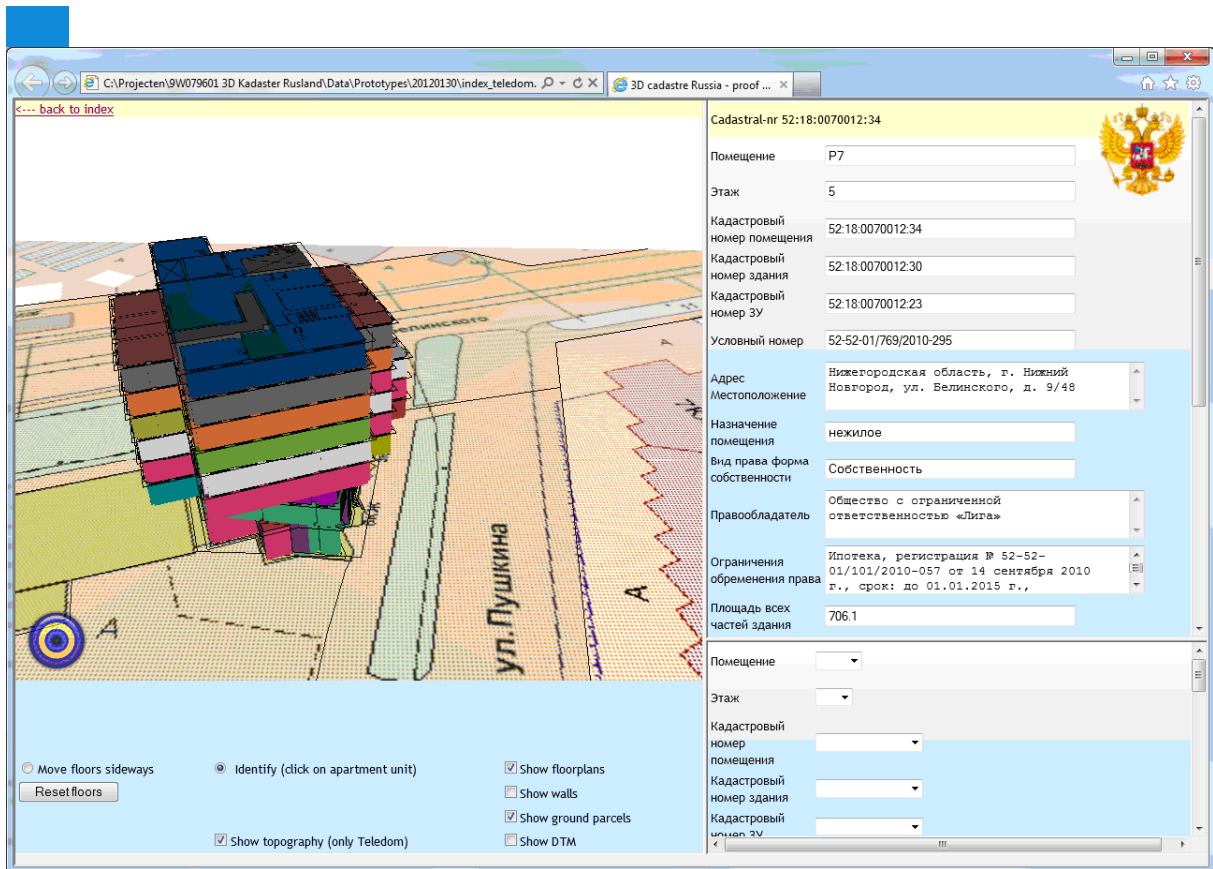 C:\Projecten\9W079601 3D Kadaster Rusland\Data\Prototypes\20120130\index_teledom.
3D cadastre Russia - proof ...
<--- back to index
Cadastral-nr 52:18:0070012:34
Помещение
P7
Этаж
5
Кадастровый
номер помещения
52:18:0070012:34
Кадастровый
номер здания
52:18:0070012:30
Кадастровый
номер ЗУ
52:18:0070012:23
Условный номер
52-52-01/769/2010-295
Адрес
Местоположение
Нижегородская область, г. Нижний
Новгород, ул. Белинского, д. 9/48
Назначение
помещения
нежилое
Вид права форма
собственности
Собственность
Правообладатель
Общество с ограниченной
ответственностью «Лига»
Ограничения
обременения права
Ипотека, регистрация № 52-52-
01/101/2010-057 от 14 сентября 2010
г., срок: до 01.01.2015 г.,
Площадь всех
частей здания
706.1
елинского
ул.Пушкина
А
А
Помещение
Этаж
Кадастровый
номер
помещения
Кадастровый
номер здания
Кадастровый
номер ЗУ
Move floors sideways
Identify (click on apartment unit)
Show floorplans
Reset floors
Show walls
Show ground parcels
Show topography (only Teledom)
Show DTM